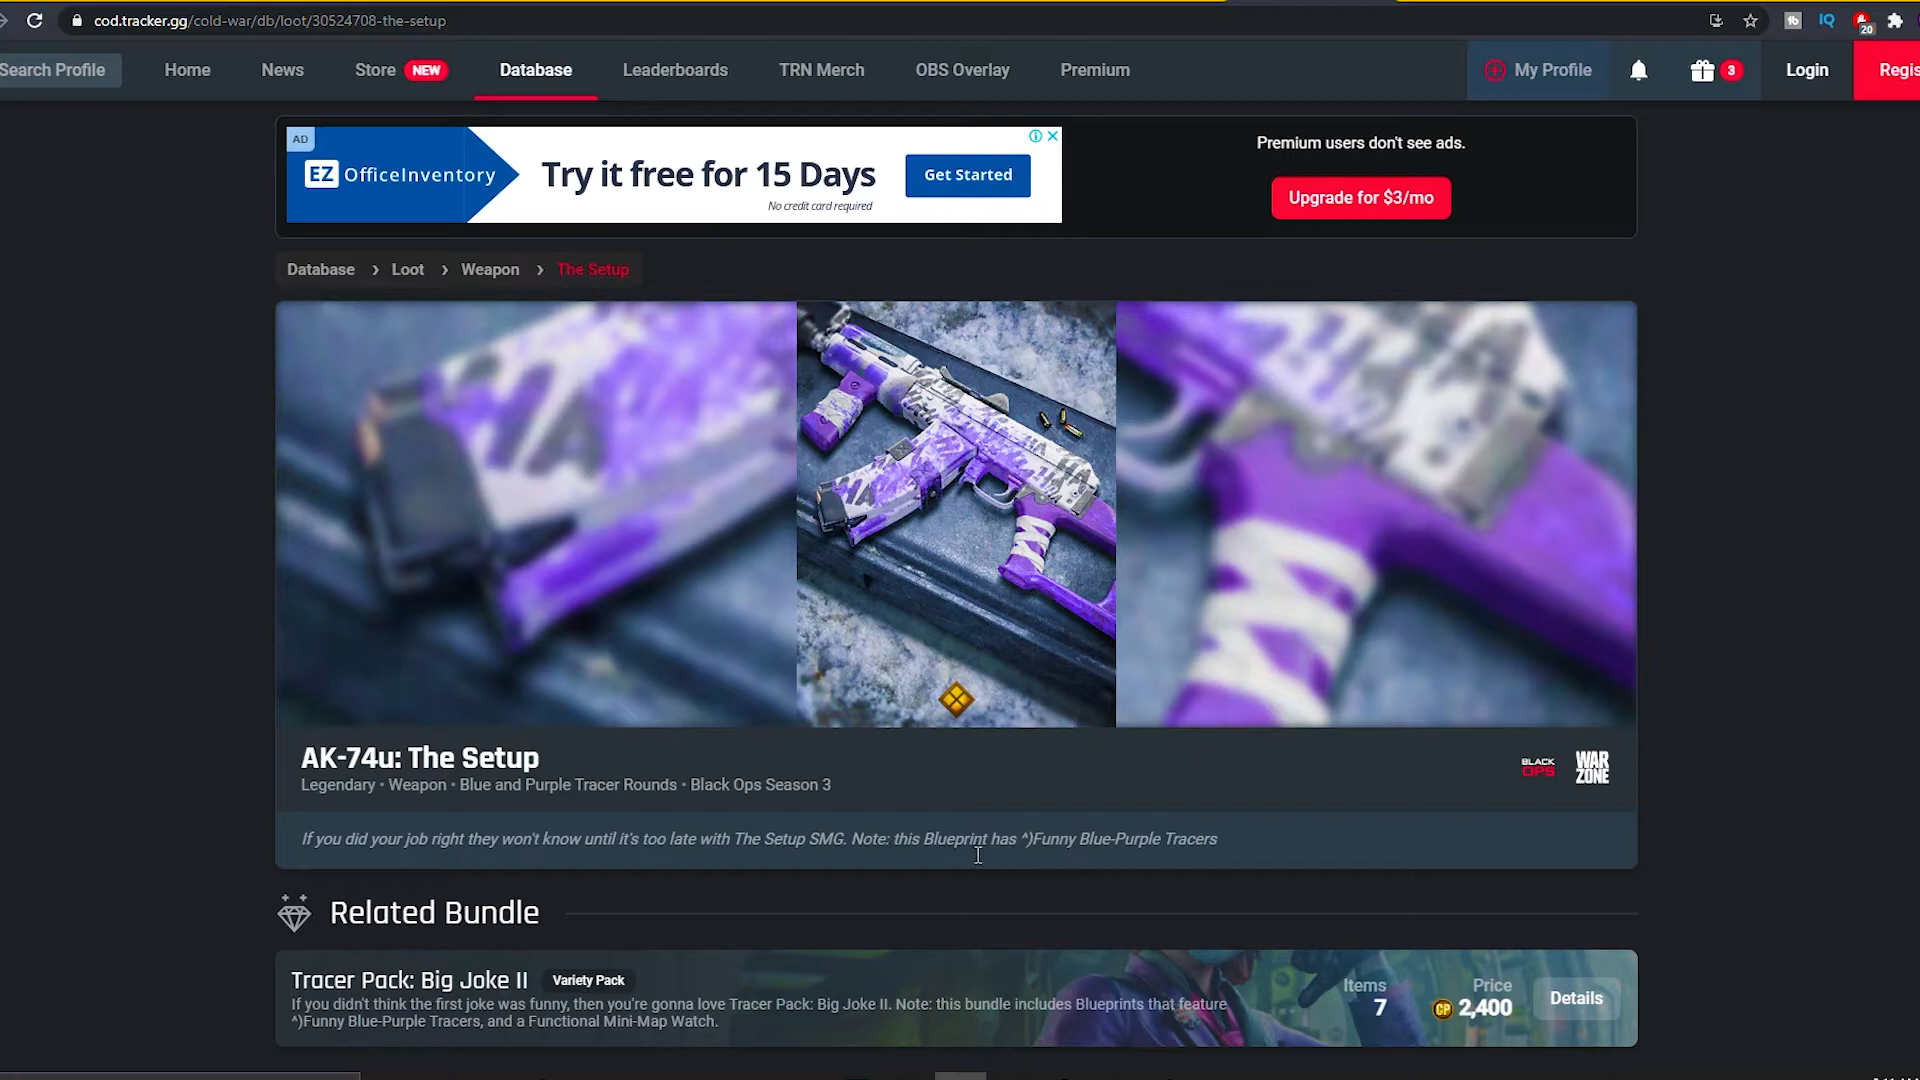 cod.tracker.gg/cold-war/db/loot/30524708-the-setup
IQ
20
Search Profile
Home
News
Store NEW
Database
Leaderboards
TRN Merch
OBS Overlay
Premium
My Profile
3
Login
Regis
AD
EZ OfficeInventory
Try it free for 15 Days
No credit card required
Get Started
Premium users don't see ads.
Upgrade for $3/mo
Database › Loot › Weapon › The Setup
AK-74u: The Setup
Legendary • Weapon • Blue and Purple Tracer Rounds • Black Ops Season 3
BLACK OPS
WAR ZONE
If you did your job right they won't know until it's too late with The Setup SMG. Note: this Blueprint has ^)Funny Blue-Purple Tracers
Related Bundle
Tracer Pack: Big Joke II Variety Pack
If you didn't think the first joke was funny, then you're gonna love Tracer Pack: Big Joke II. Note: this bundle includes Blueprints that feature
^)Funny Blue-Purple Tracers, and a Functional Mini-Map Watch.
Items
7
Price
CP 2,400
Details